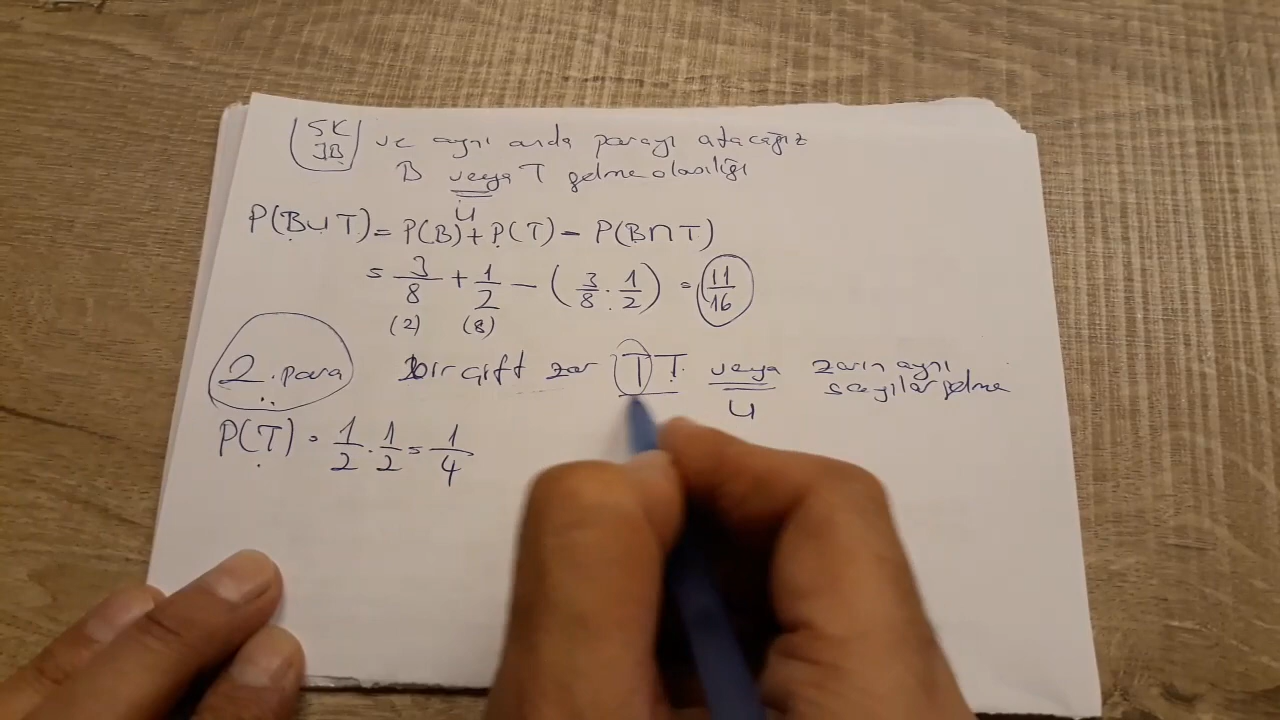 5K
3B
ve aynı anda parayı atacağız
B veya T gelme olasılığı
U
P(B∪T) = P(B) + P(T) - P(B∩T)
= 3/8 + 1/2 - (3/8 . 1/2) = 11/16
(2) (8)
2. para bir çift zar TT veya zarın aynı
sayılar gelme
U
P(T) = 1/2 . 1/2 = 1/4